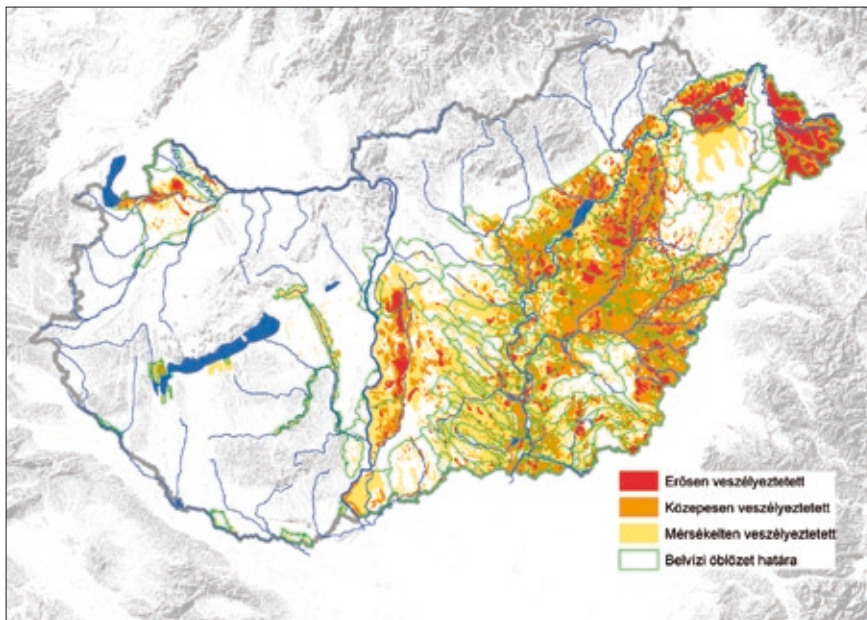 Erősen veszélyeztetett
Közepesen veszélyeztetett
Mérsékelten veszélyeztetett
Belvízi öblözet határa